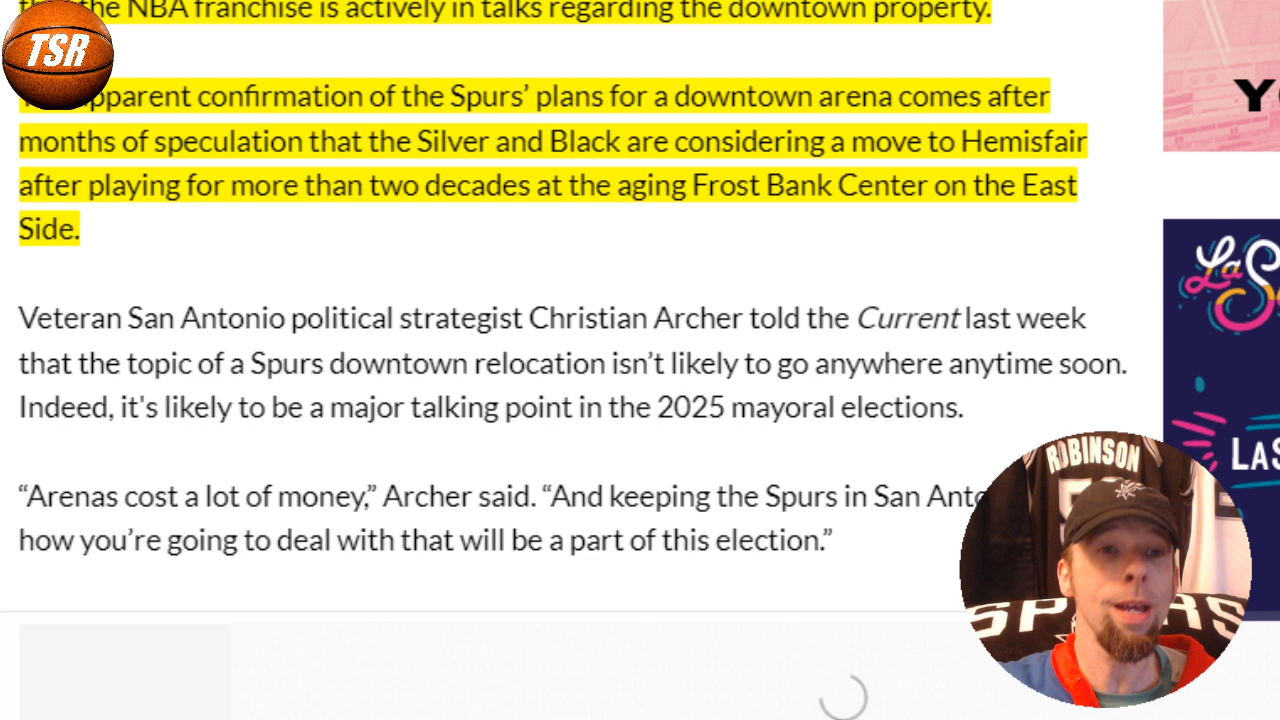 the NBA franchise is actively in talks regarding the downtown property.
TSR
apparent confirmation of the Spurs’ plans for a downtown arena comes after
months of speculation that the Silver and Black are considering a move to Hemisfair
after playing for more than two decades at the aging Frost Bank Center on the East
Side.
Veteran San Antonio political strategist Christian Archer told the Current last week
that the topic of a Spurs downtown relocation isn’t likely to go anywhere anytime soon.
Indeed, it's likely to be a major talking point in the 2025 mayoral elections.
“Arenas cost a lot of money,” Archer said. “And keeping the Spurs in San
how you’re going to deal with that will be a part of this election.”
La
LAS
ROBINSON
SPURS